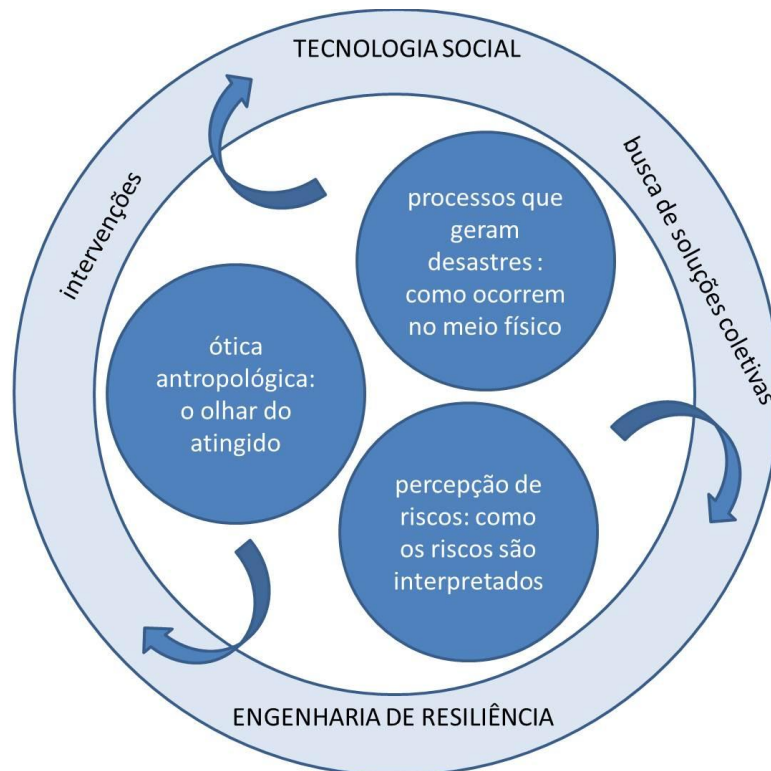 TECNOLOGIA SOCIAL
busca de soluções coletivas
intervenções
processos que
geram
desastres :
como ocorrem
no meio físico
ótica
antropológica:
o olhar do
atingido
percepção de
riscos: como
os riscos são
interpretados
ENGENHARIA DE RESILIÊNCIA